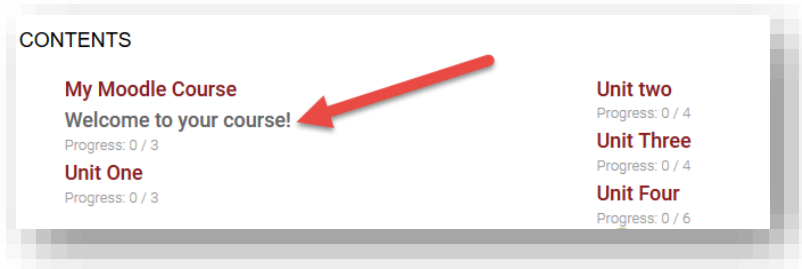 CONTENTS
My Moodle Course
Welcome to your course!
Progress: 0 / 3
Unit One
Progress: 0 / 3
Unit two
Progress: 0 / 4
Unit Three
Progress: 0 / 4
Unit Four
Progress: 0 / 6